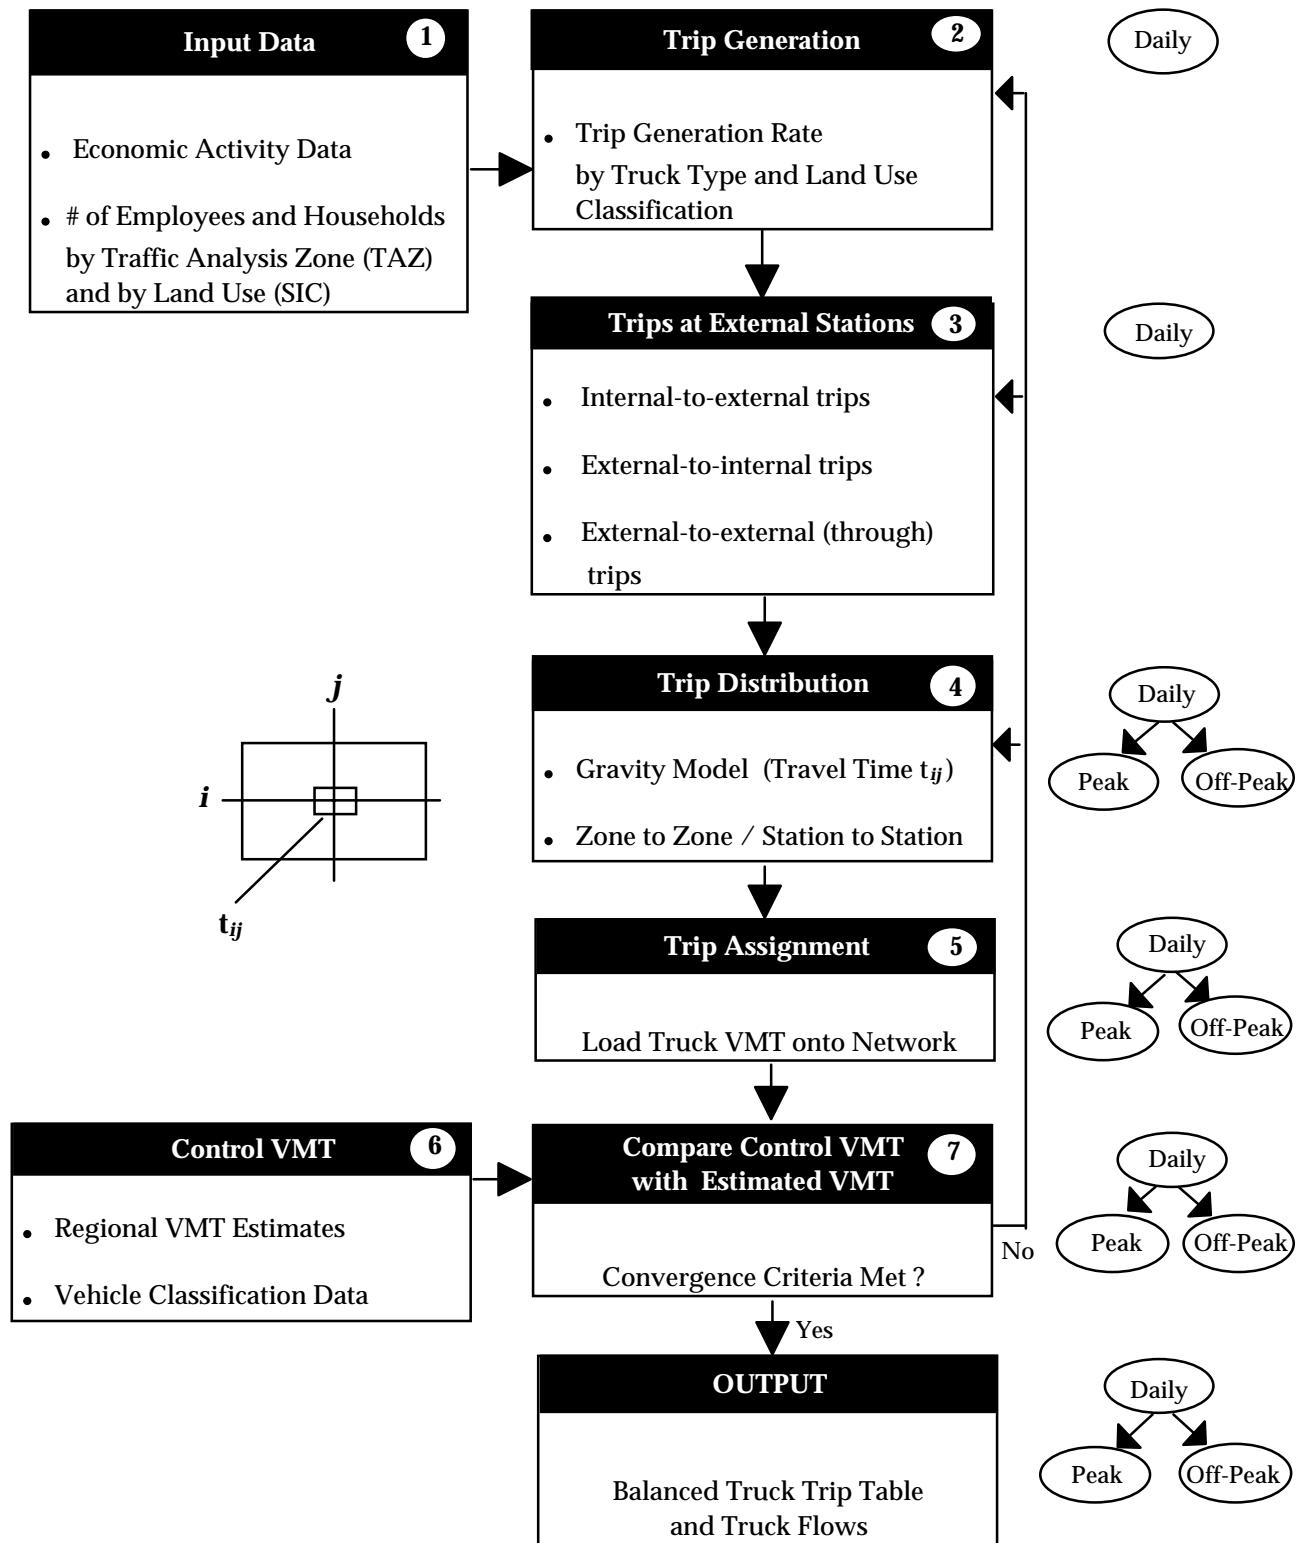 Input Data 1
• Economic Activity Data
• # of Employees and Households
by Traffic Analysis Zone (TAZ)
and by Land Use (SIC)
Trip Generation 2
• Trip Generation Rate
by Truck Type and Land Use
Classification
Daily
Trips at External Stations 3
• Internal-to-external trips
• External-to-internal trips
• External-to-external (through)
trips
Daily
j
i
tij
Trip Distribution 4
• Gravity Model (Travel Time tij)
• Zone to Zone / Station to Station
Daily
Peak
Off-Peak
Trip Assignment 5
Load Truck VMT onto Network
Daily
Peak
Off-Peak
Control VMT 6
• Regional VMT Estimates
• Vehicle Classification Data
Compare Control VMT 7
with Estimated VMT
Convergence Criteria Met ?
No
Yes
Daily
Peak
Off-Peak
OUTPUT
Balanced Truck Trip Table
and Truck Flows
Daily
Peak
Off-Peak